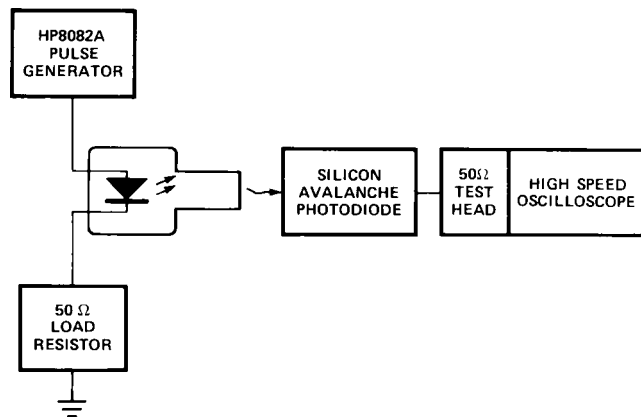 HP8082A
PULSE
GENERATOR
SILICON
AVALANCHE
PHOTODIODE
50Ω
TEST
HEAD
HIGH SPEED
OSCILLOSCOPE
50 Ω
LOAD
RESISTOR